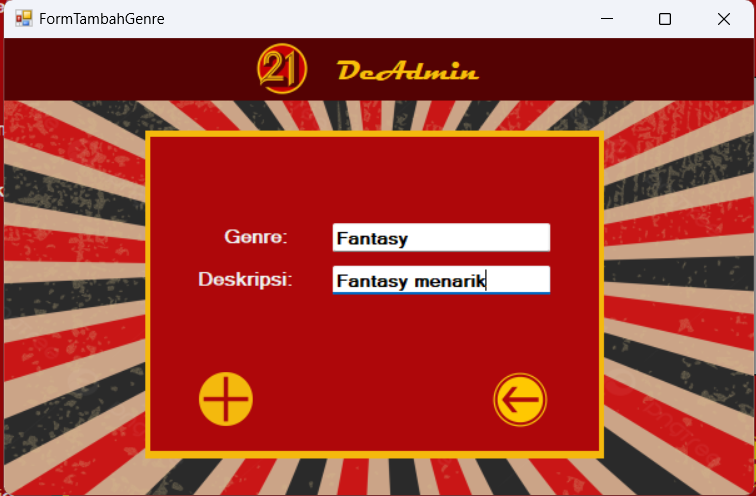 FormTambahGenre
21 DeAdmin
Genre: Fantasy
Deskripsi: Fantasy menarik